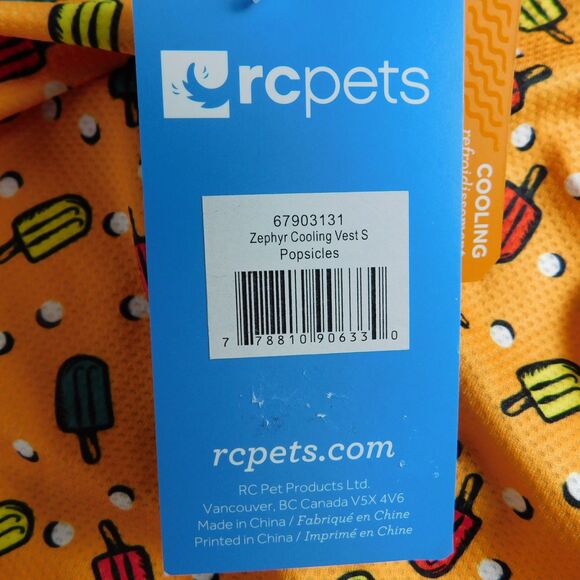 rcpets
COOLING
refroidissement
67903131
Zephyr Cooling Vest S
Popsicles
7 78810 90633 0
rcpets.com
RC Pet Products Ltd.
Vancouver, BC Canada V5X 4V6
Made in China / Fabriqué en Chine
Printed in China / Imprimé en Chine